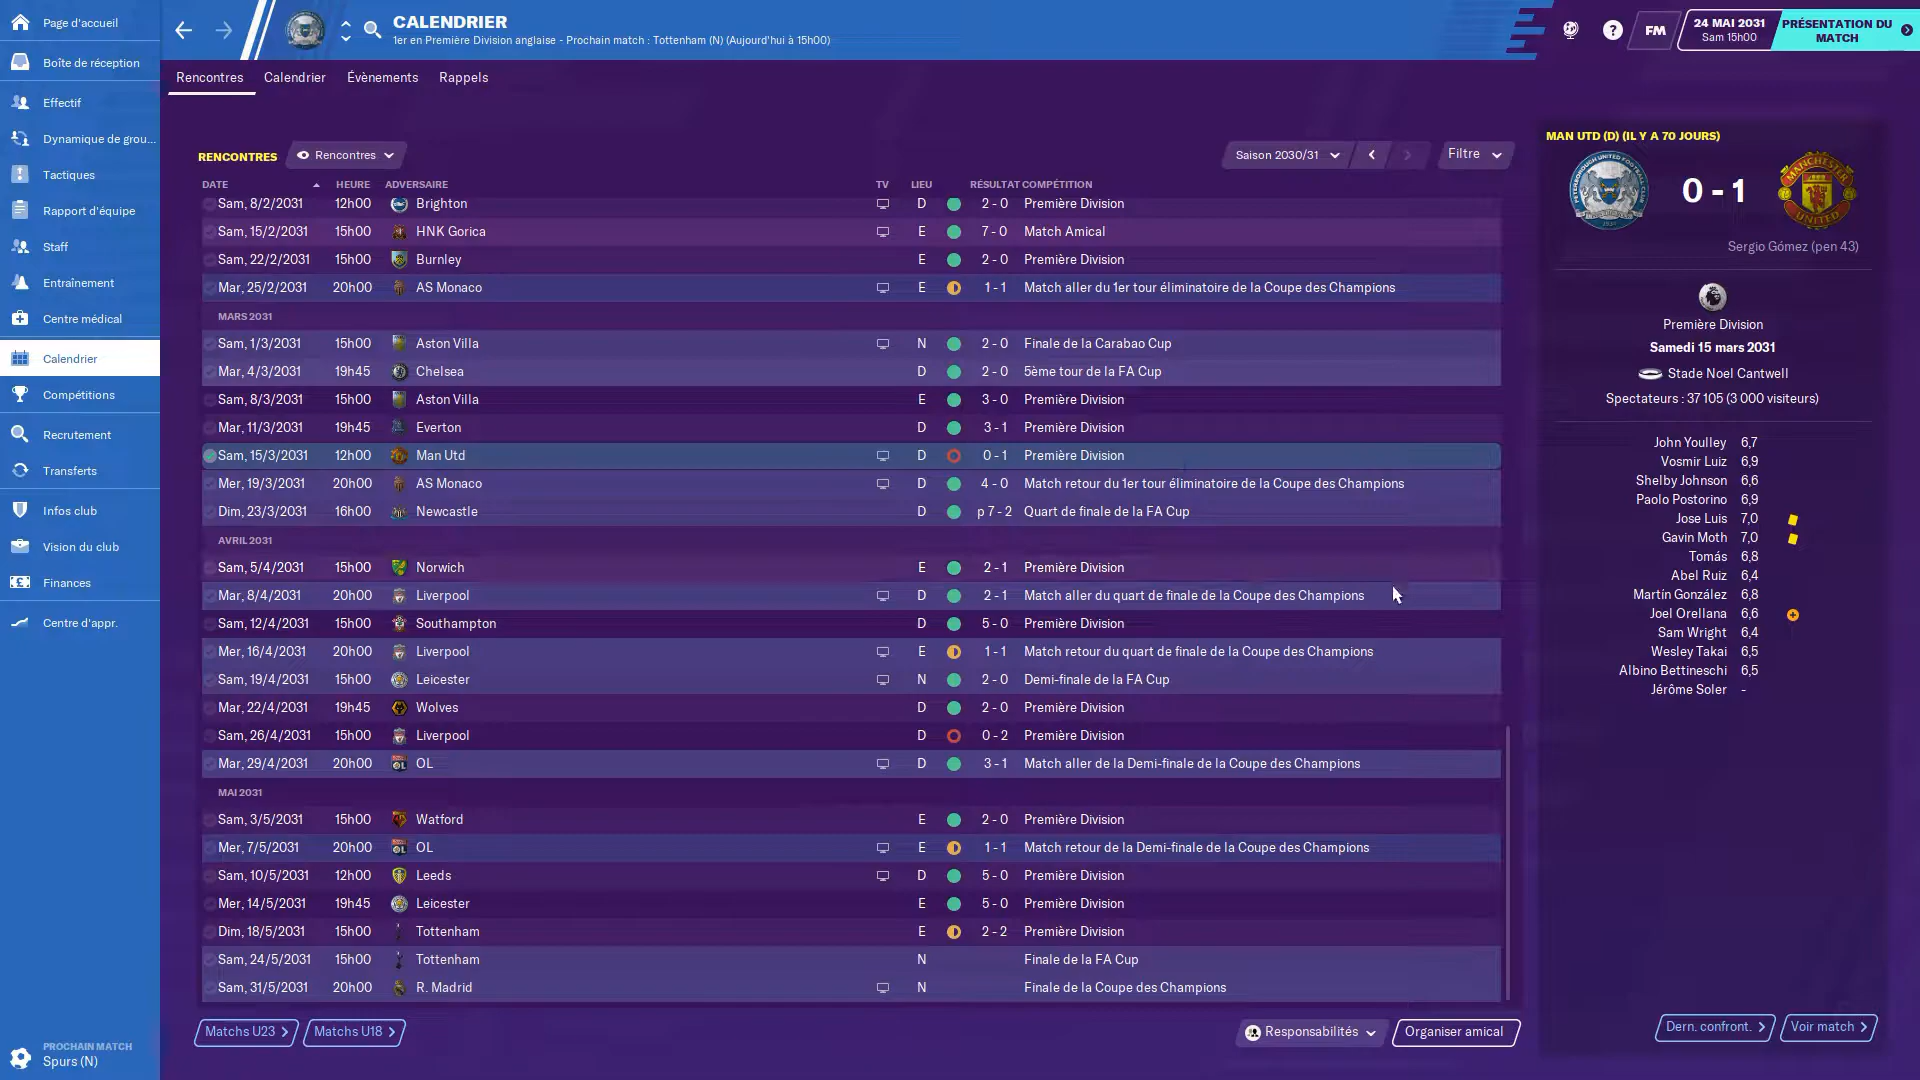 Page d'accueil
Boîte de réception
Effectif
Dynamique de grou...
Tactiques
Rapport d'équipe
Staff
Entraînement
Centre médical
Calendrier
Compétitions
Recrutement
Transferts
Infos club
Vision du club
Finances
Centre d'appr.
PROCHAIN MATCH
Spurs (N)
CALENDRIER
1er en Première Division anglaise - Prochain match : Tottenham (N) (Aujourd'hui à 15h00)
FM
24 MAI 2031
Sam 15h00
PRÉSENTATION DU
MATCH
Rencontres Calendrier Évènements Rappels
RENCONTRES Rencontres Saison 2030/31 Filtre
DATE HEURE ADVERSAIRE TV LIEU RÉSULTAT COMPÉTITION
Sam, 8/2/2031 12h00 Brighton D 2 - 0 Première Division
Sam, 15/2/2031 15h00 HNK Gorica E 7 - 0 Match Amical
Sam, 22/2/2031 15h00 Burnley E 2 - 0 Première Division
Mar, 25/2/2031 20h00 AS Monaco E 1 - 1 Match aller du 1er tour éliminatoire de la Coupe des Champions
MARS 2031
Sam, 1/3/2031 15h00 Aston Villa N 2 - 0 Finale de la Carabao Cup
Mar, 4/3/2031 19h45 Chelsea D 2 - 0 5ème tour de la FA Cup
Sam, 8/3/2031 15h00 Aston Villa E 3 - 0 Première Division
Mar, 11/3/2031 19h45 Everton D 3 - 1 Première Division
Sam, 15/3/2031 12h00 Man Utd D 0 - 1 Première Division
Mer, 19/3/2031 20h00 AS Monaco D 4 - 0 Match retour du 1er tour éliminatoire de la Coupe des Champions
Dim, 23/3/2031 16h00 Newcastle D p 7 - 2 Quart de finale de la FA Cup
AVRIL 2031
Sam, 5/4/2031 15h00 Norwich E 2 - 1 Première Division
Mar, 8/4/2031 20h00 Liverpool D 2 - 1 Match aller du quart de finale de la Coupe des Champions
Sam, 12/4/2031 15h00 Southampton D 5 - 0 Première Division
Mer, 16/4/2031 20h00 Liverpool E 1 - 1 Match retour du quart de finale de la Coupe des Champions
Sam, 19/4/2031 15h00 Leicester N 2 - 0 Demi-finale de la FA Cup
Mar, 22/4/2031 19h45 Wolves D 2 - 0 Première Division
Sam, 26/4/2031 15h00 Liverpool D 0 - 2 Première Division
Mar, 29/4/2031 20h00 OL D 3 - 1 Match aller de la Demi-finale de la Coupe des Champions
MAI 2031
Sam, 3/5/2031 15h00 Watford E 2 - 0 Première Division
Mer, 7/5/2031 20h00 OL E 1 - 1 Match retour de la Demi-finale de la Coupe des Champions
Sam, 10/5/2031 12h00 Leeds D 5 - 0 Première Division
Mer, 14/5/2031 19h45 Leicester E 5 - 0 Première Division
Dim, 18/5/2031 15h00 Tottenham E 2 - 2 Première Division
Sam, 24/5/2031 15h00 Tottenham N Finale de la FA Cup
Sam, 31/5/2031 20h00 R. Madrid N Finale de la Coupe des Champions
Matchs U23 Matchs U18 Responsabilités Organiser amical
MAN UTD (D) (IL Y A 70 JOURS)
0 - 1
MANCHESTER
UNITED
Sergio Gómez (pen 43)
Première Division
Samedi 15 mars 2031
Stade Noel Cantwell
Spectateurs : 37 105 (3 000 visiteurs)
John Youlley 6,7
Vosmir Luiz 6,9
Shelby Johnson 6,6
Paolo Postorino 6,9
Jose Luis 7,0
Gavin Moth 7,0
Tomás 6,8
Abel Ruiz 6,4
Martín González 6,8
Joel Orellana 6,6
Sam Wright 6,4
Wesley Takai 6,5
Albino Bettineschi 6,5
Jérôme Soler -
Dern. confront. Voir match